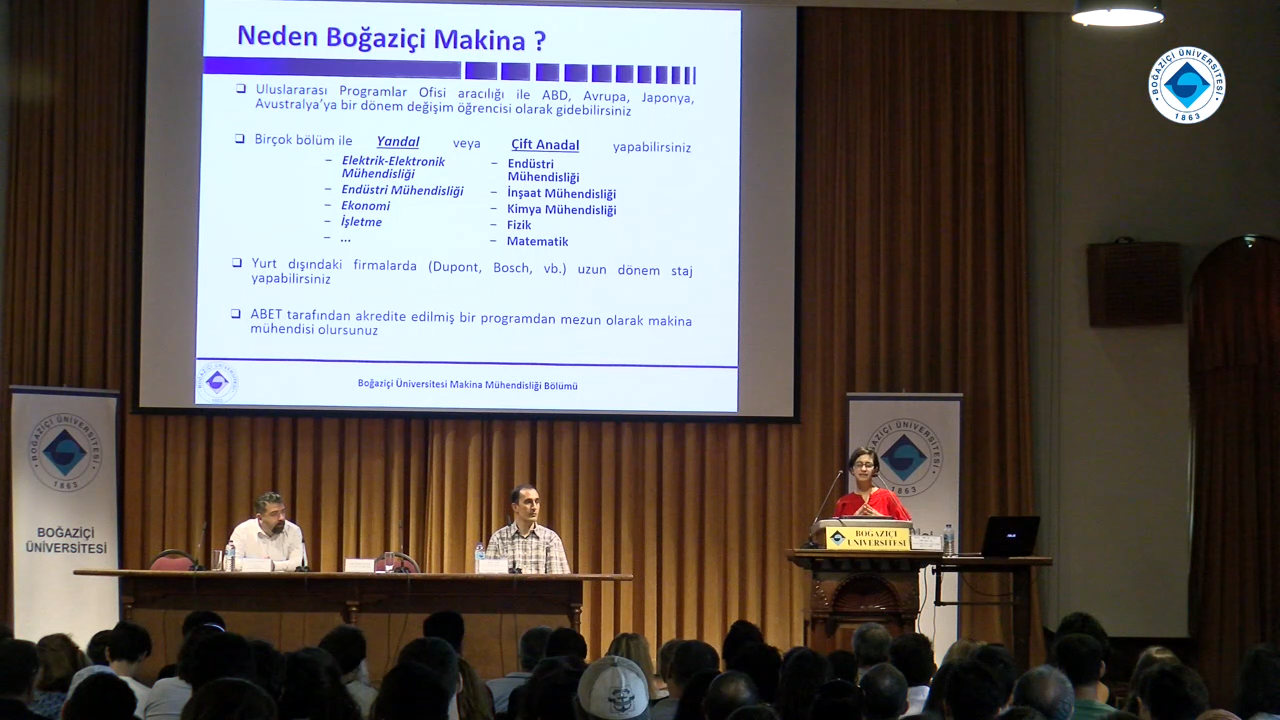 Neden Boğaziçi Makina ?
❑ Uluslararası Programlar Ofisi aracılığı ile ABD, Avrupa, Japonya,
Avustralya'ya bir dönem değişim öğrencisi olarak gidebilirsiniz
❑ Birçok bölüm ile Yandal veya Çift Anadal yapabilirsiniz
– Elektrik-Elektronik
Mühendisliği
– Endüstri Mühendisliği
– Ekonomi
– İşletme
– ...
– Endüstri
Mühendisliği
– İnşaat Mühendisliği
– Kimya Mühendisliği
– Fizik
– Matematik
❑ Yurt dışındaki firmalarda (Dupont, Bosch, vb.) uzun dönem staj
yapabilirsiniz
❑ ABET tarafından akredite edilmiş bir programdan mezun olarak makina
mühendisi olursunuz
Boğaziçi Üniversitesi Makina Mühendisliği Bölümü
BOĞAZİÇİ ÜNİVERSİTESİ
1863
BOĞAZİÇİ ÜNİVERSİTESİ
1863
BOĞAZİÇİ
ÜNİVERSİTESİ
BOĞAZİÇİ ÜNİVERSİTESİ
1863
BOĞAZİÇİ
ÜNİVERSİTESİ